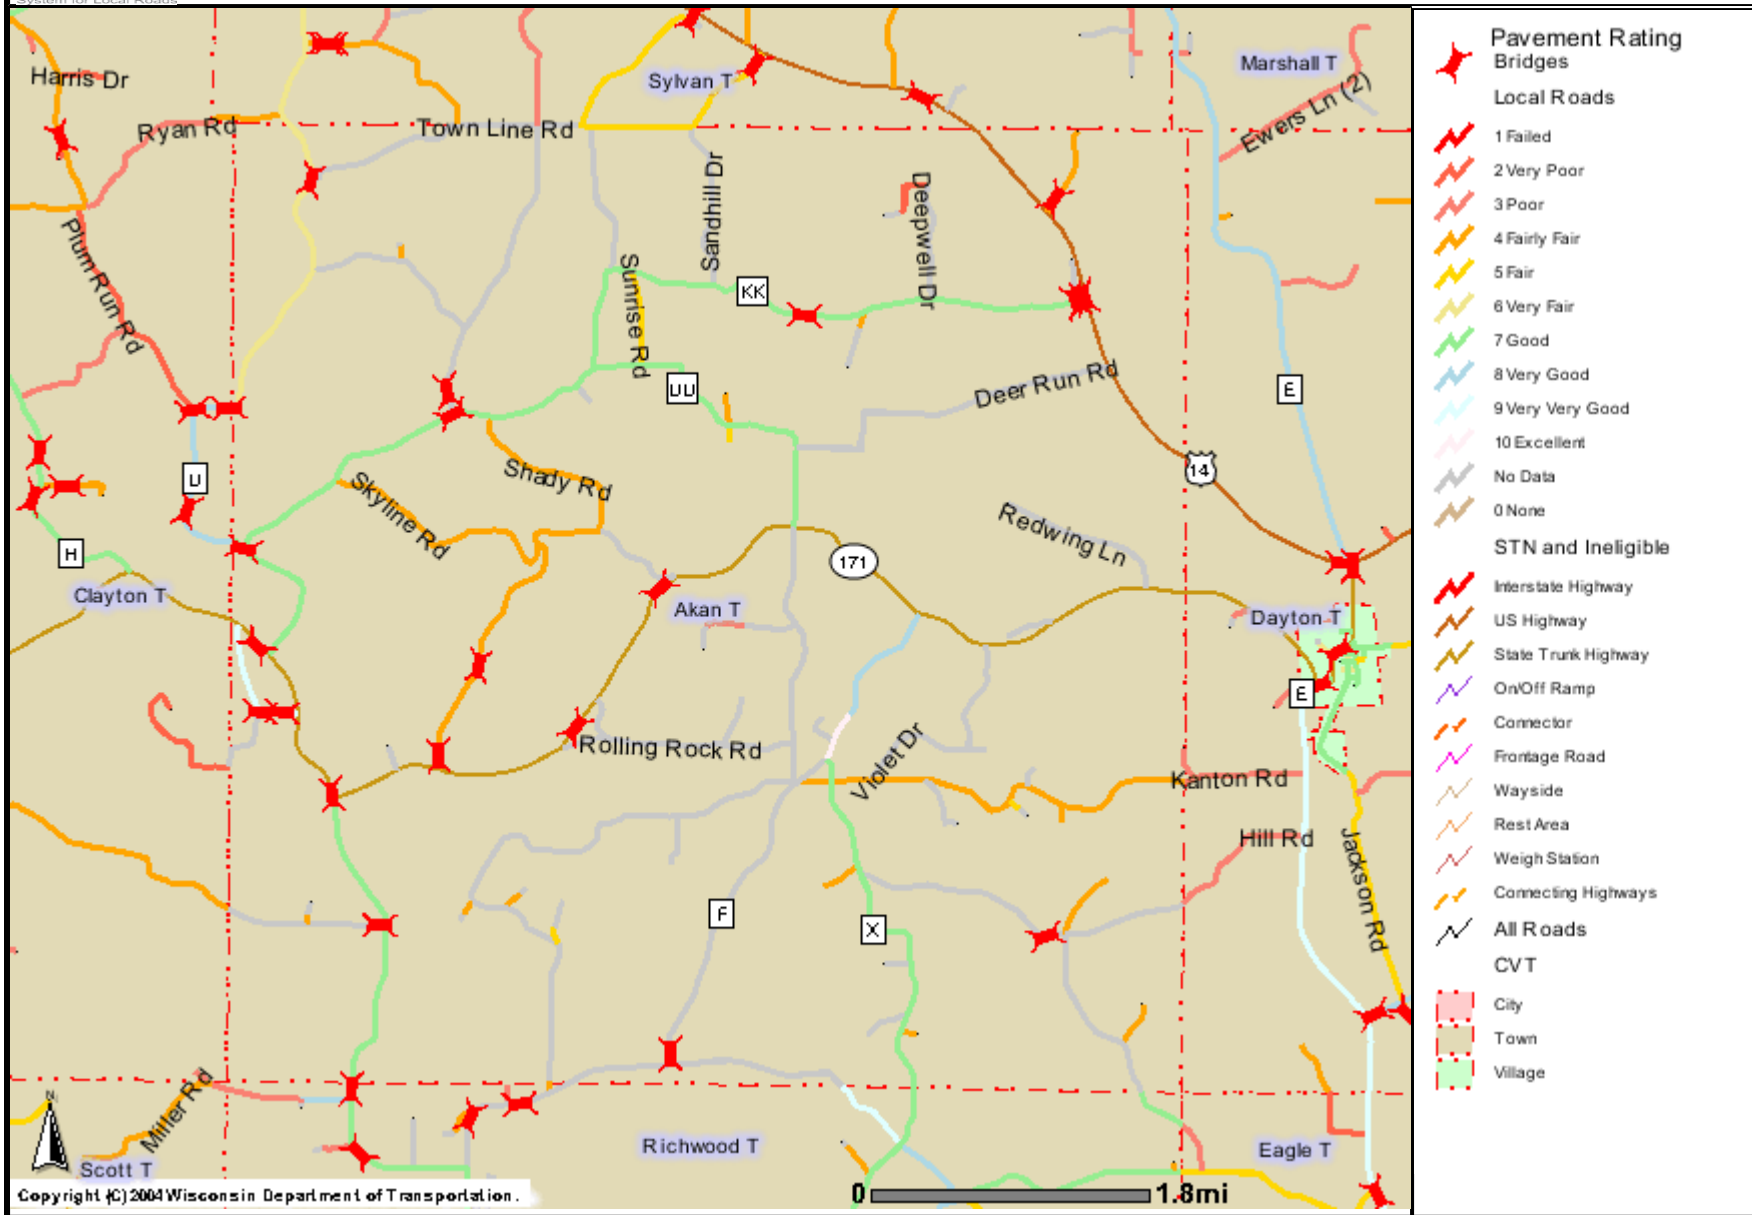 System for Local Roads
Harris Dr
Ryan Rd
Town Line Rd
Sylvan T
Marshall T
Ewers Ln (2)
Plum Run Rd
Sandhill Dr
Deepwell Dr
Sunrise Rd
KK
UU
Deer Run Rd
E
14
U
Shady Rd
Skyline Rd
H
Redwing Ln
171
Clayton T
Akan T
Dayton T
E
Rolling Rock Rd
Violet Dr
Kanton Rd
Hill Rd
Jackson Rd
F
X
Miller Rd
Scott T
Richwood T
Eagle T
N
Copyright (C) 2004 Wisconsin Department of Transportation.
0 1.8mi
Pavement Rating
Bridges
Local Roads
1 Failed
2 Very Poor
3 Poor
4 Fairly Fair
5 Fair
6 Very Fair
7 Good
8 Very Good
9 Very Very Good
10 Excellent
No Data
0 None
STN and Ineligible
Interstate Highway
US Highway
State Trunk Highway
On/Off Ramp
Connector
Frontage Road
Wayside
Rest Area
Weigh Station
Connecting Highways
All Roads
CVT
City
Town
Village